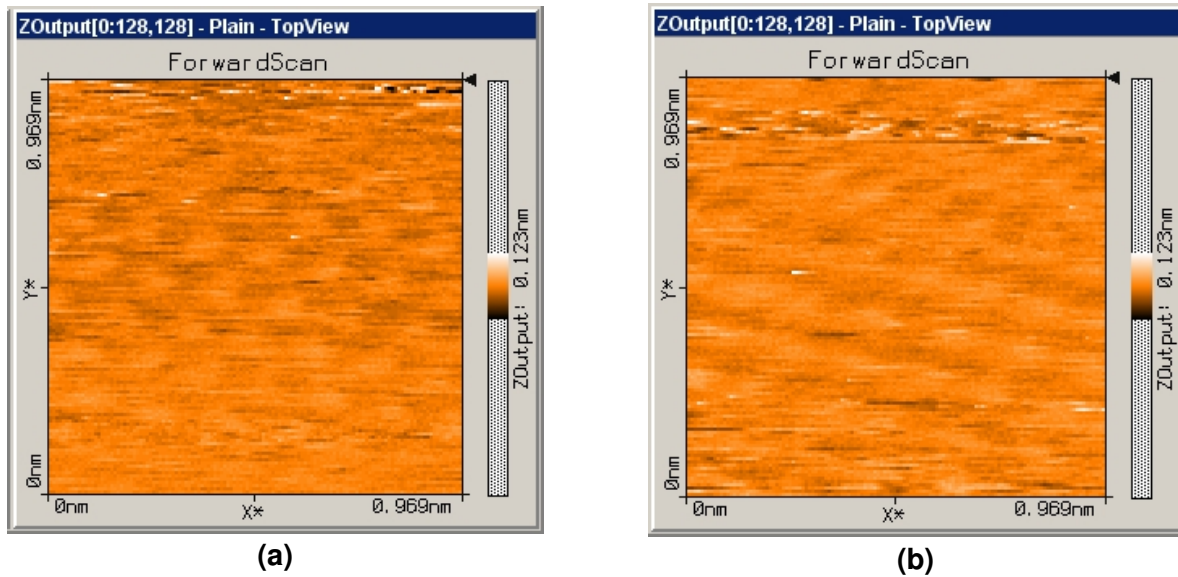 ZOutput[0:128,128] - Plain - TopView
ForwardScan
0.969nm
Y*
0nm
0nm
X*
0.969nm
ZOutput! 0.123nm
(a)
ZOutput[0:128,128] - Plain - TopView
ForwardScan
0.969nm
Y*
0nm
0nm
X*
0.969nm
ZOutput! 0.123nm
(b)